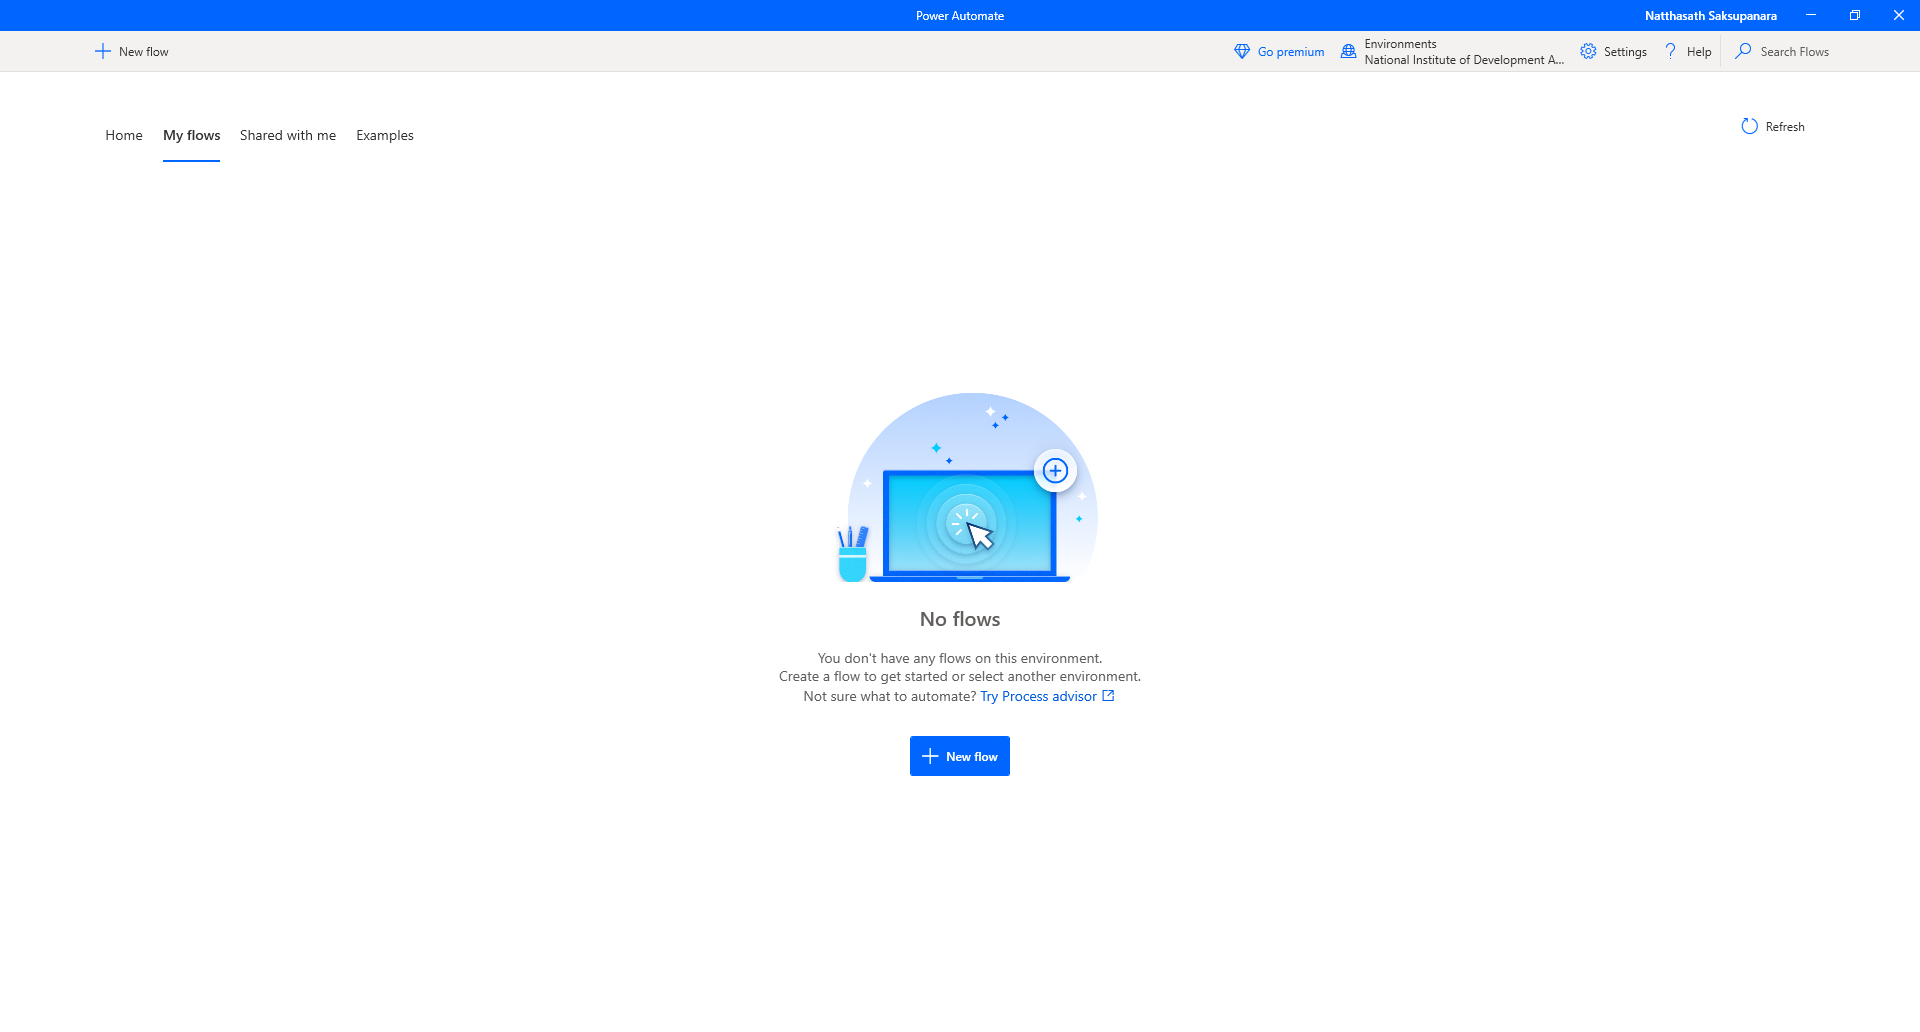 Power Automate
Natthasath Saksupanara
New flow
Go premium
Environments
National Institute of Development A...
Settings
? Help
Search Flows
Home
My flows
Shared with me
Examples
Refresh
No flows
You don't have any flows on this environment.
Create a flow to get started or select another environment.
Not sure what to automate? Try Process advisor
New flow